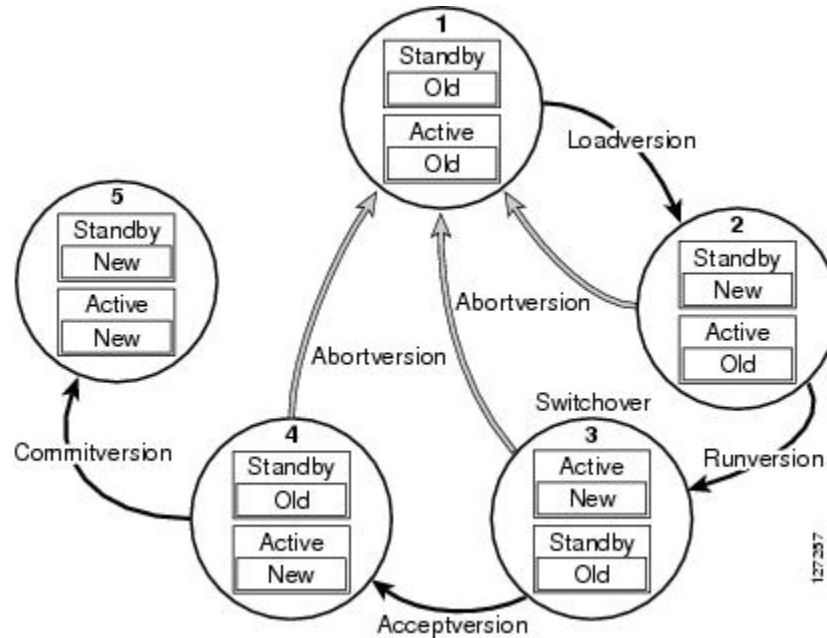 1
Standby
Old
Active
Old
Loadversion
5
Standby
New
Active
New
2
Standby
New
Active
Old
Abortversion
Abortversion
Switchover
Runversion
4
Standby
Old
Active
New
3
Active
New
Standby
Old
Commitversion
Acceptversion
127257